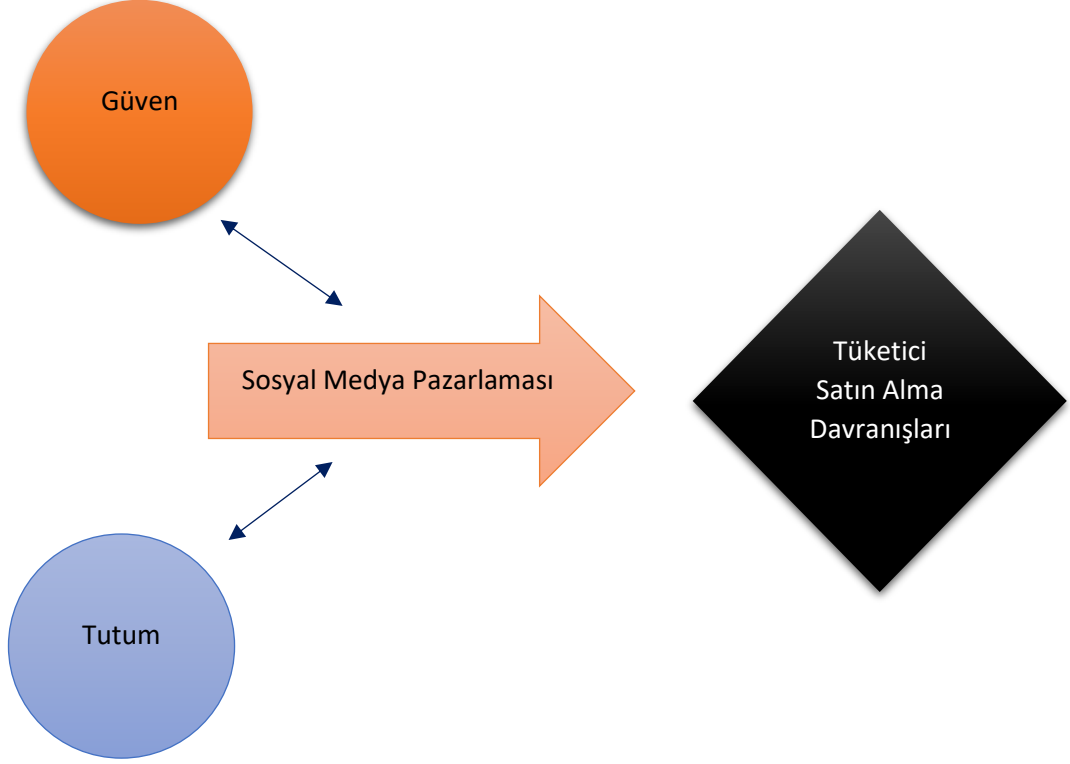 Güven
Sosyal Medya Pazarlaması
Tüketici
Satın Alma
Davranışları
Tutum